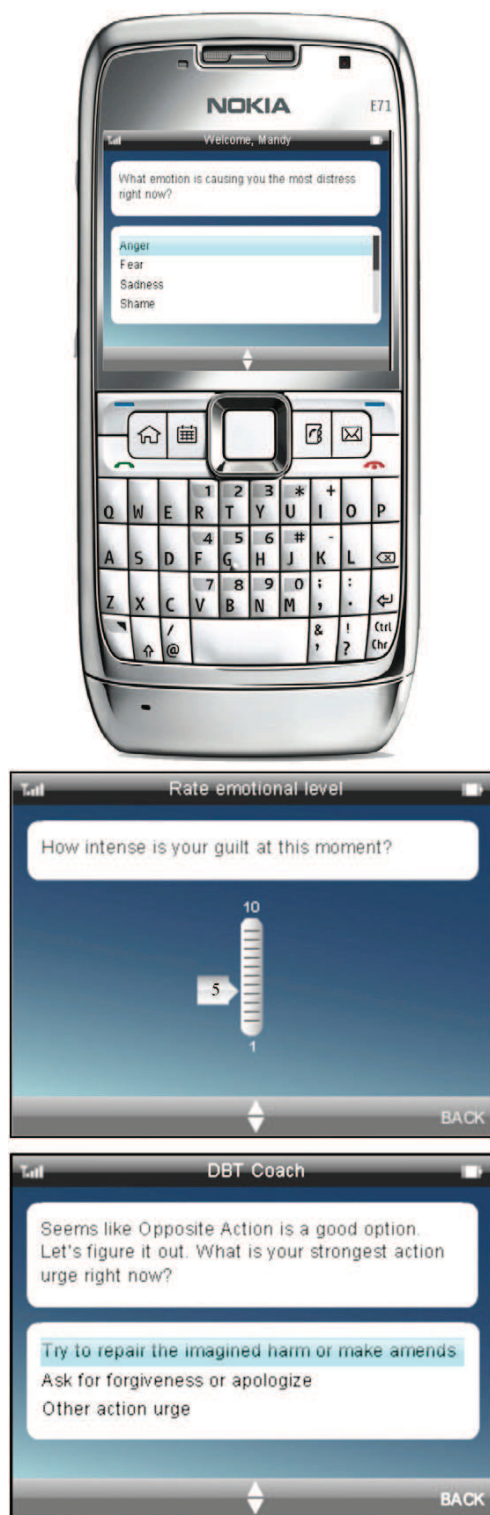 NOKIA
E71
Welcome, Mandy
What emotion is causing you the most distress
right now?
Anger
Fear
Sadness
Shame
1 2 3 * +
Q W E R T Y U I O P
4 5 6 # -
A S D F G H J K L
7 8 9 0 ; :
Z X C V B N M , .
/ & ! Ctrl
@ , ? Chr
Rate emotional level
How intense is your guilt at this moment?
10
5
1
BACK
DBT Coach
Seems like Opposite Action is a good option.
Let's figure it out. What is your strongest action
urge right now?
Try to repair the imagined harm or make amends
Ask for forgiveness or apologize
Other action urge
BACK